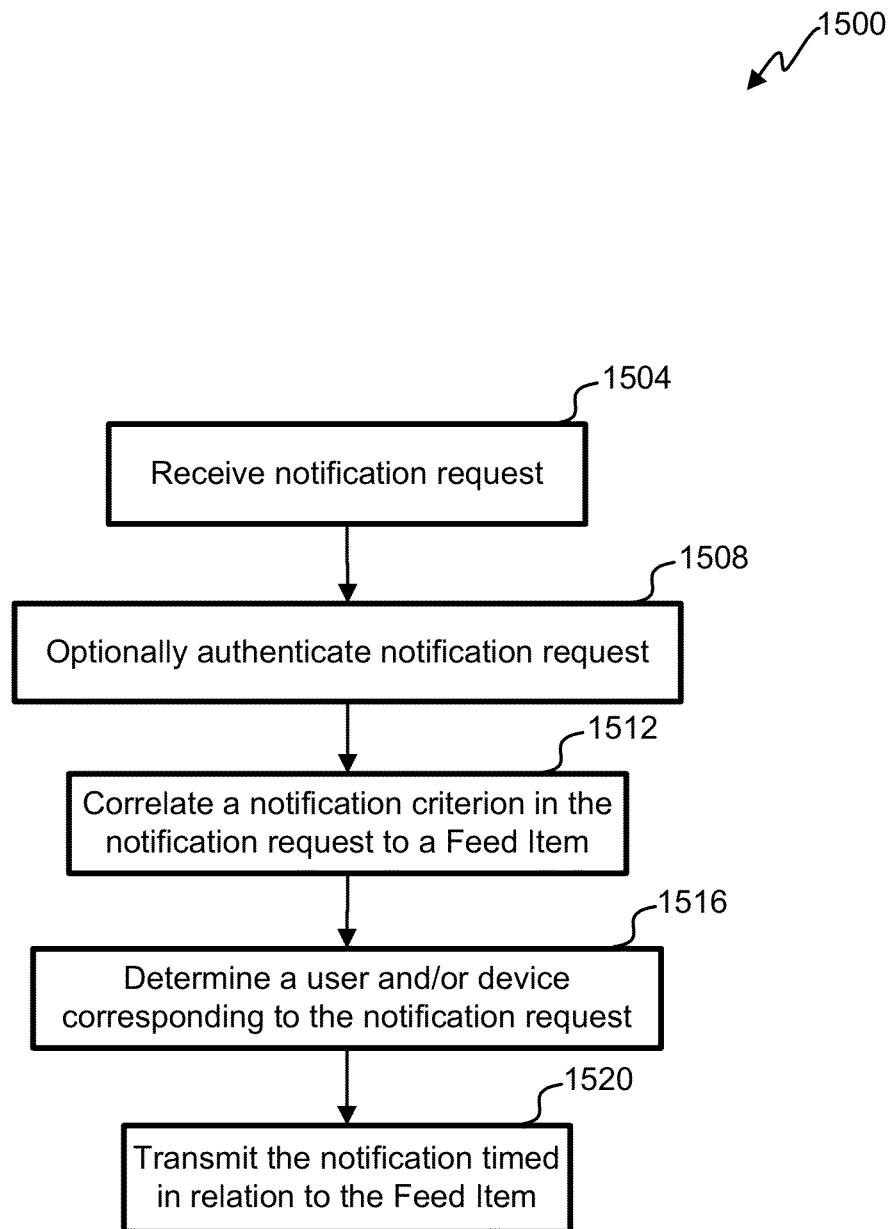 1500
1504
Receive notification request
1508
Optionally authenticate notification request
1512
Correlate a notification criterion in the
notification request to a Feed Item
1516
Determine a user and/or device
corresponding to the notification request
1520
Transmit the notification timed
in relation to the Feed Item